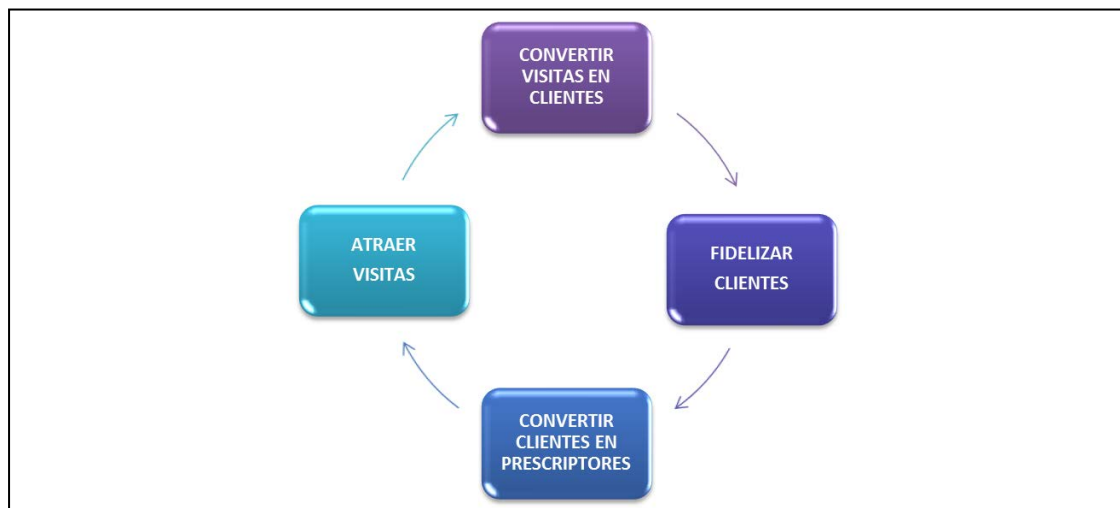 CONVERTIR
VISITAS EN
CLIENTES
ATRAER
VISITAS
FIDELIZAR
CLIENTES
CONVERTIR
CLIENTES EN
PRESCRIPTORES